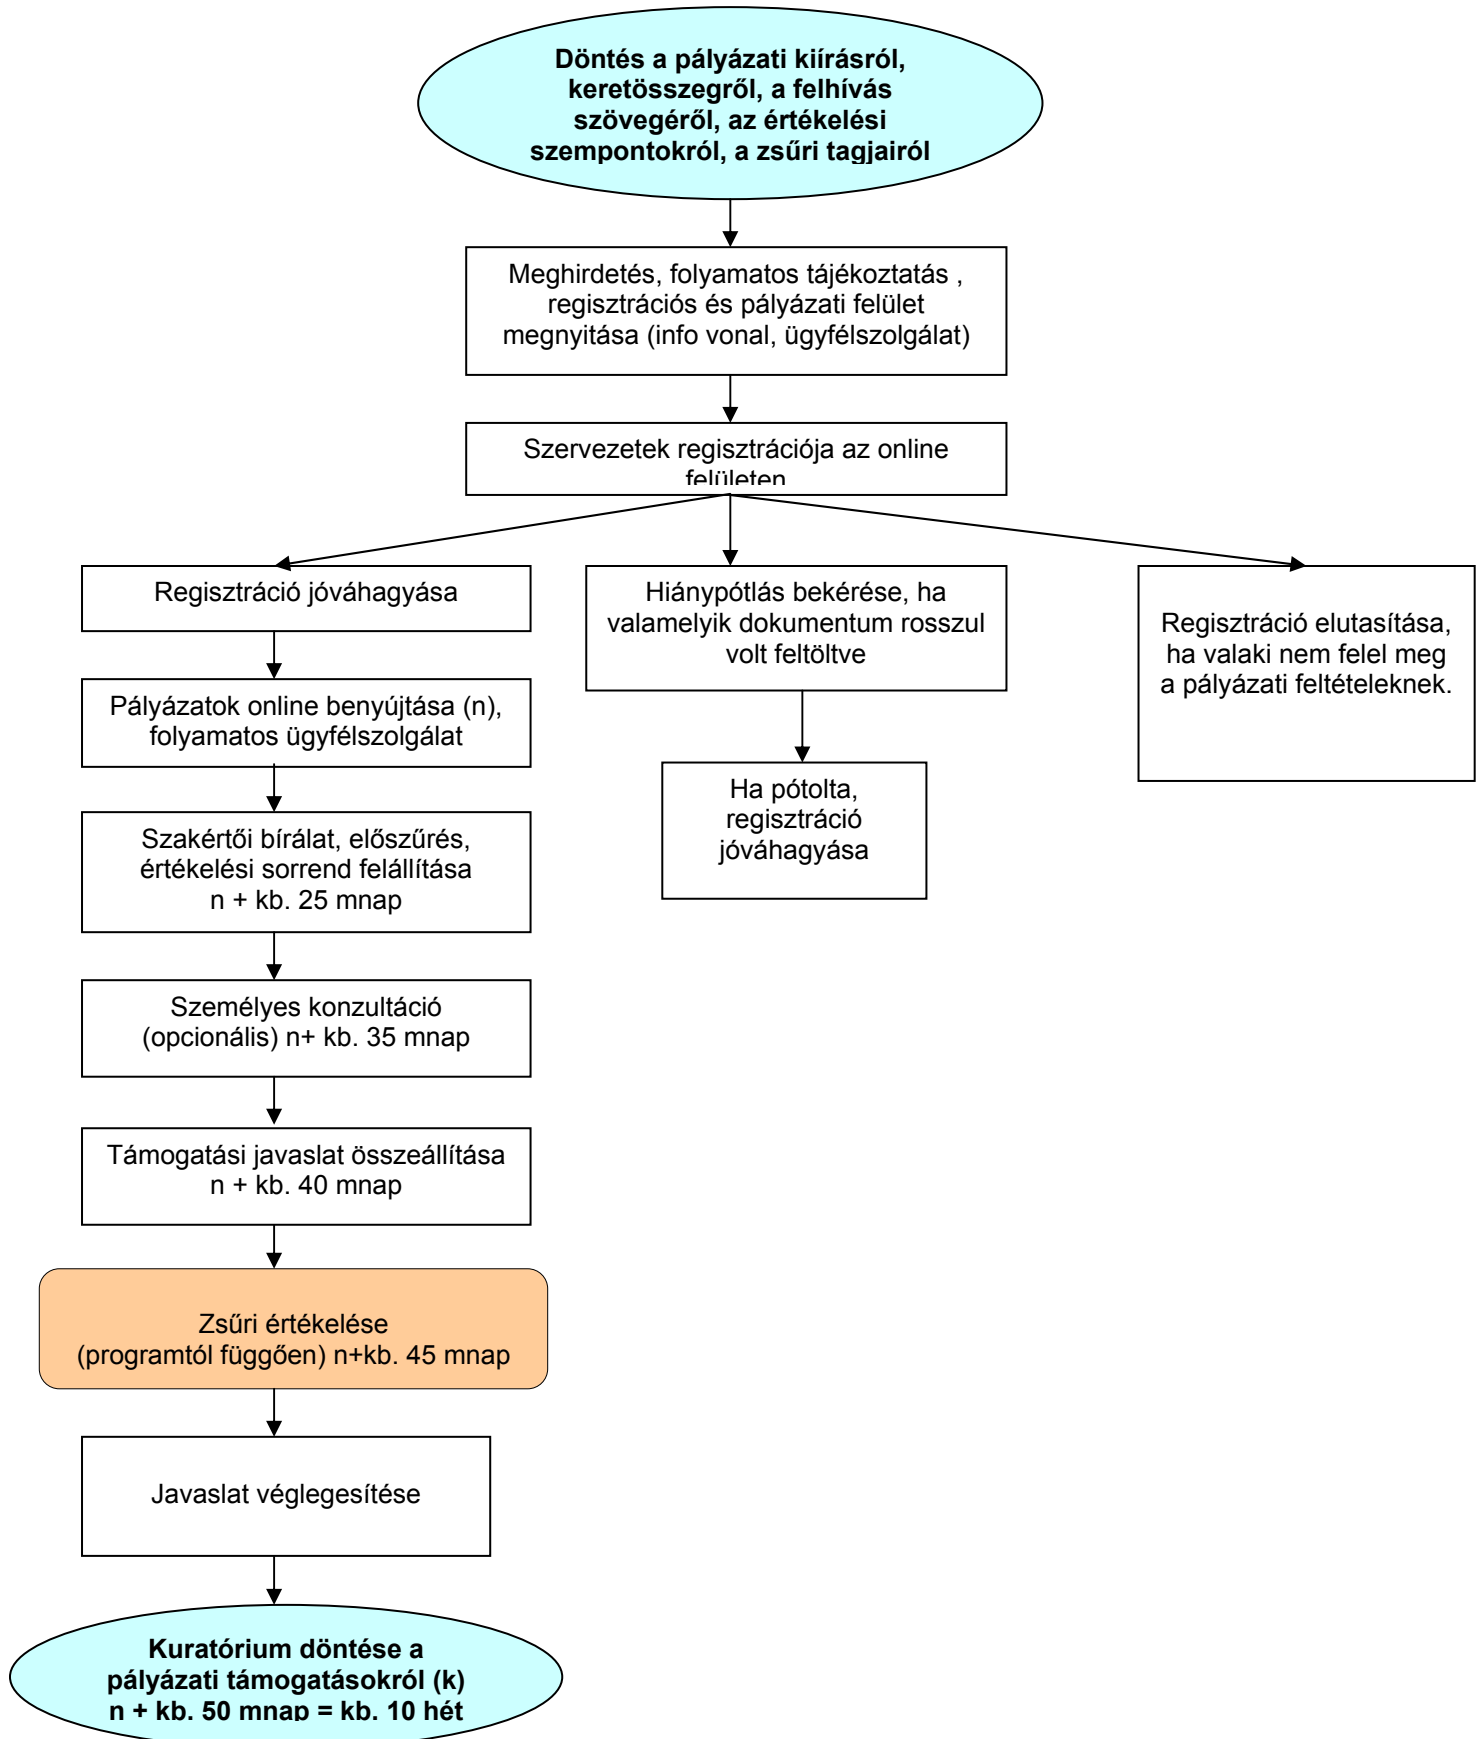 Döntés a pályázati kiírásról,
keretösszegről, a felhívás
szövegéről, az értékelési
szempontokról, a zsűri tagjairól
Meghirdetés, folyamatos tájékoztatás ,
regisztrációs és pályázati felület
megnyitása (info vonal, ügyfélszolgálat)
Szervezetek regisztrációja az online
felületen
Regisztráció jóváhagyása
Hiánypótlás bekérése, ha
valamelyik dokumentum rosszul
volt feltöltve
Regisztráció elutasítása,
ha valaki nem felel meg
a pályázati feltételeknek.
Pályázatok online benyújtása (n),
folyamatos ügyfélszolgálat
Ha pótolta,
regisztráció
jóváhagyása
Szakértői bírálat, előszűrés,
értékelési sorrend felállítása
n + kb. 25 mnap
Személyes konzultáció
(opcionális) n+ kb. 35 mnap
Támogatási javaslat összeállítása
n + kb. 40 mnap
Zsűri értékelése
(programtól függően) n+kb. 45 mnap
Javaslat véglegesítése
Kuratórium döntése a
pályázati támogatásokról (k)
n + kb. 50 mnap = kb. 10 hét